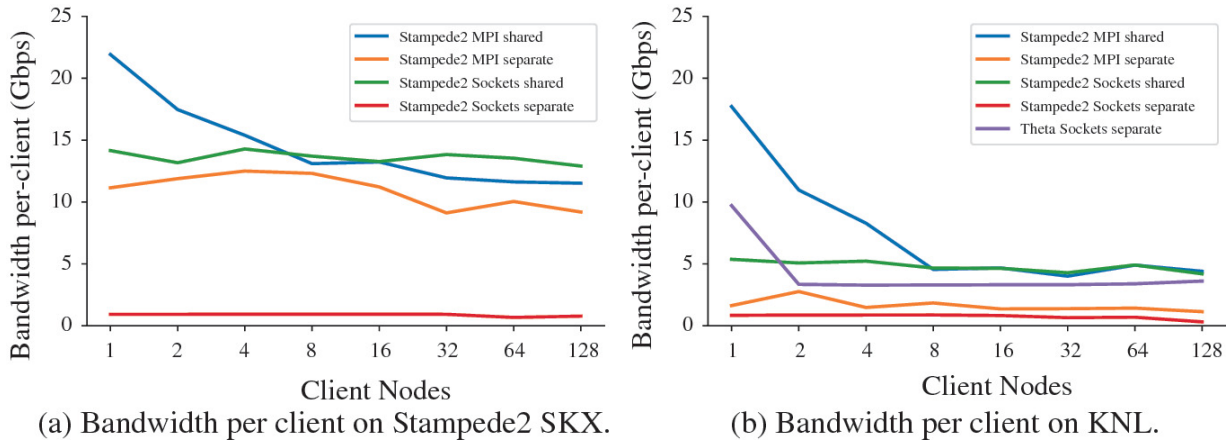 Bandwidth per-client (Gbps)
25
20
15
10
5
0
Stampede2 MPI shared
Stampede2 MPI separate
Stampede2 Sockets shared
Stampede2 Sockets separate
1 2 4 8 16 32 64 128
Client Nodes
(a) Bandwidth per client on Stampede2 SKX.
Bandwidth per-client (Gbps)
25
20
15
10
5
0
Stampede2 MPI shared
Stampede2 MPI separate
Stampede2 Sockets shared
Stampede2 Sockets separate
Theta Sockets separate
1 2 4 8 16 32 64 128
Client Nodes
(b) Bandwidth per client on KNL.